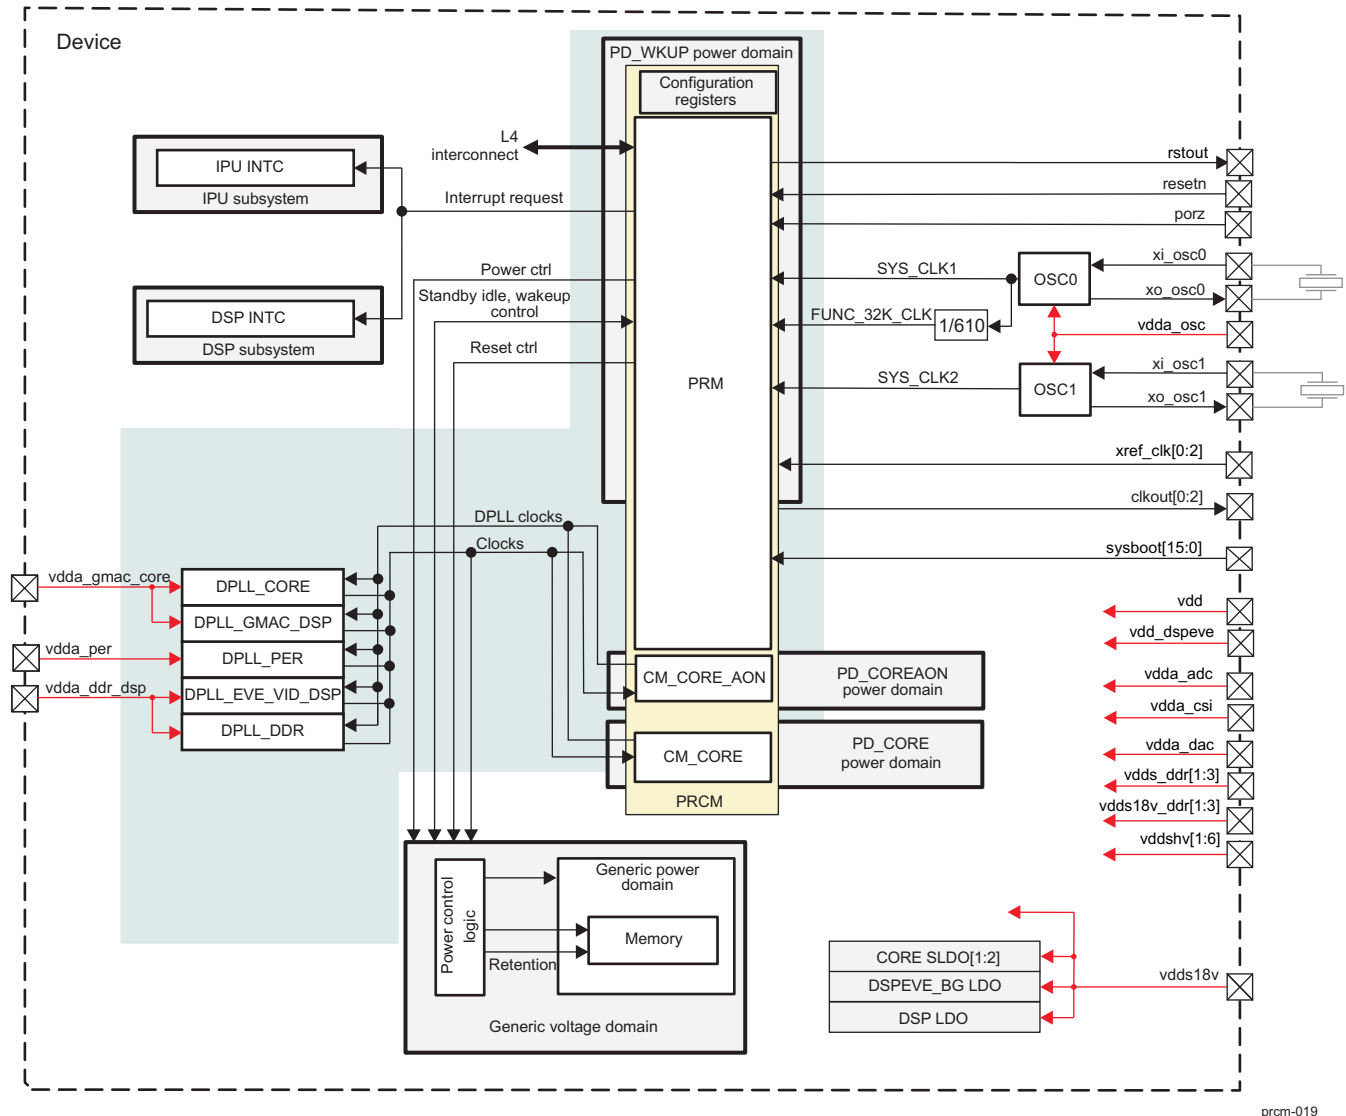 Device
PD_WKUP power domain
Configuration
registers
L4
interconnect
IPU INTC
IPU subsystem
Interrupt request
DSP INTC
DSP subsystem
Power ctrl
Standby idle, wakeup
control
Reset ctrl
PRM
rstout
resetn
porz
SYS_CLK1
OSC0
xi_osc0
xo_osc0
FUNC_32K_CLK
1/610
vdda_osc
SYS_CLK2
OSC1
xi_osc1
xo_osc1
xref_clk[0:2]
clkout[0:2]
sysboot[15:0]
DPLL clocks
Clocks
vdda_gmac_core
vdda_per
vdda_ddr_dsp
DPLL_CORE
DPLL_GMAC_DSP
DPLL_PER
DPLL_EVE_VID_DSP
DPLL_DDR
CM_CORE_AON
PD_COREAON
power domain
CM_CORE
PD_CORE
power domain
PRCM
vdd
vdd_dspeve
vdda_adc
vdda_csi
vdda_dac
vdds_ddr[1:3]
vdds18v_ddr[1:3]
vddshv[1:6]
Power control
logic
Generic power
domain
Memory
Retention
Generic voltage domain
CORE SLDO[1:2]
DSPEVE_BG LDO
DSP LDO
vdds18v
prcm-019